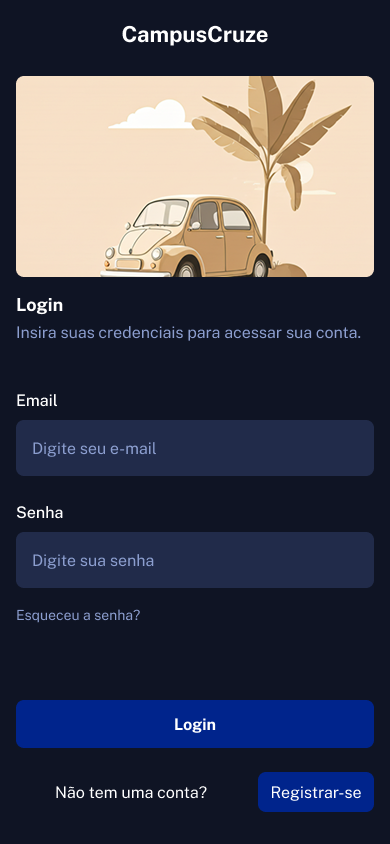 CampusCruze
Login
Insira suas credenciais para acessar sua conta.
Email
Digite seu e-mail
Senha
Digite sua senha
Esqueceu a senha?
Login
Não tem uma conta?
Registrar-se